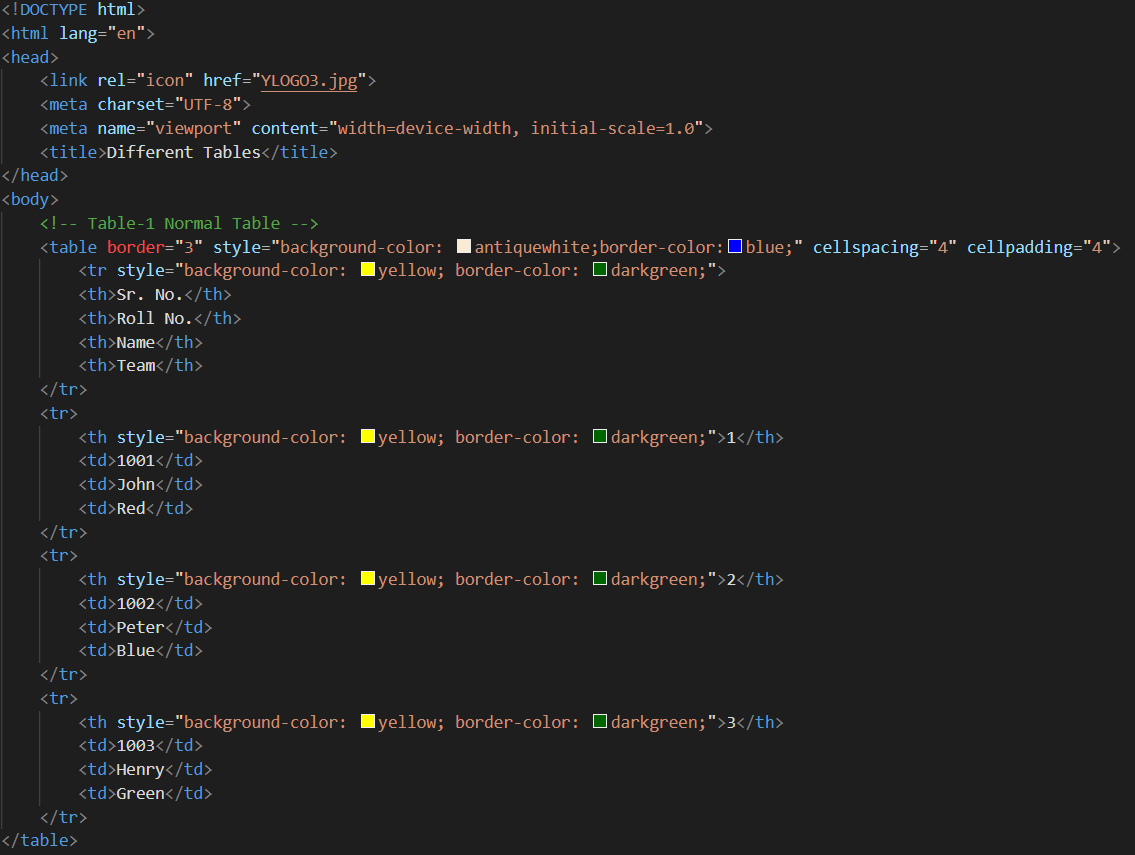 <!DOCTYPE html>
<html lang="en">
<head>
    <link rel="icon" href="YLOGO3.jpg">
    <meta charset="UTF-8">
    <meta name="viewport" content="width=device-width, initial-scale=1.0">
    <title>Different Tables</title>
</head>
<body>
    <!-- Table-1 Normal Table -->
    <table border="3" style="background-color: antiquewhite;border-color:blue;" cellspacing="4" cellpadding="4">
        <tr style="background-color: yellow; border-color: darkgreen;">
        <th>Sr. No.</th>
        <th>Roll No.</th>
        <th>Name</th>
        <th>Team</th>
    </tr>
    <tr>
        <th style="background-color: yellow; border-color: darkgreen;">1</th>
        <td>1001</td>
        <td>John</td>
        <td>Red</td>
    </tr>
    <tr>
        <th style="background-color: yellow; border-color: darkgreen;">2</th>
        <td>1002</td>
        <td>Peter</td>
        <td>Blue</td>
    </tr>
    <tr>
        <th style="background-color: yellow; border-color: darkgreen;">3</th>
        <td>1003</td>
        <td>Henry</td>
        <td>Green</td>
    </tr>
</table>